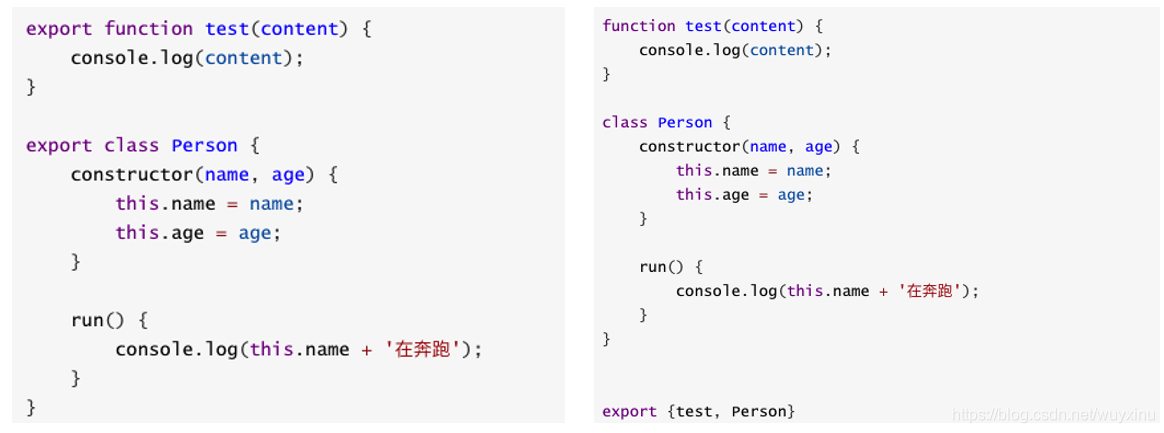 export function test(content) {
    console.log(content);
}
export class Person {
    constructor(name, age) {
        this.name = name;
        this.age = age;
    }
    run() {
        console.log(this.name + '在奔跑');
    }
}
function test(content) {
    console.log(content);
}
class Person {
    constructor(name, age) {
        this.name = name;
        this.age = age;
    }
    run() {
        console.log(this.name + '在奔跑');
    }
}
export {test, Person}
https://blog.csdn.net/wuyxinu